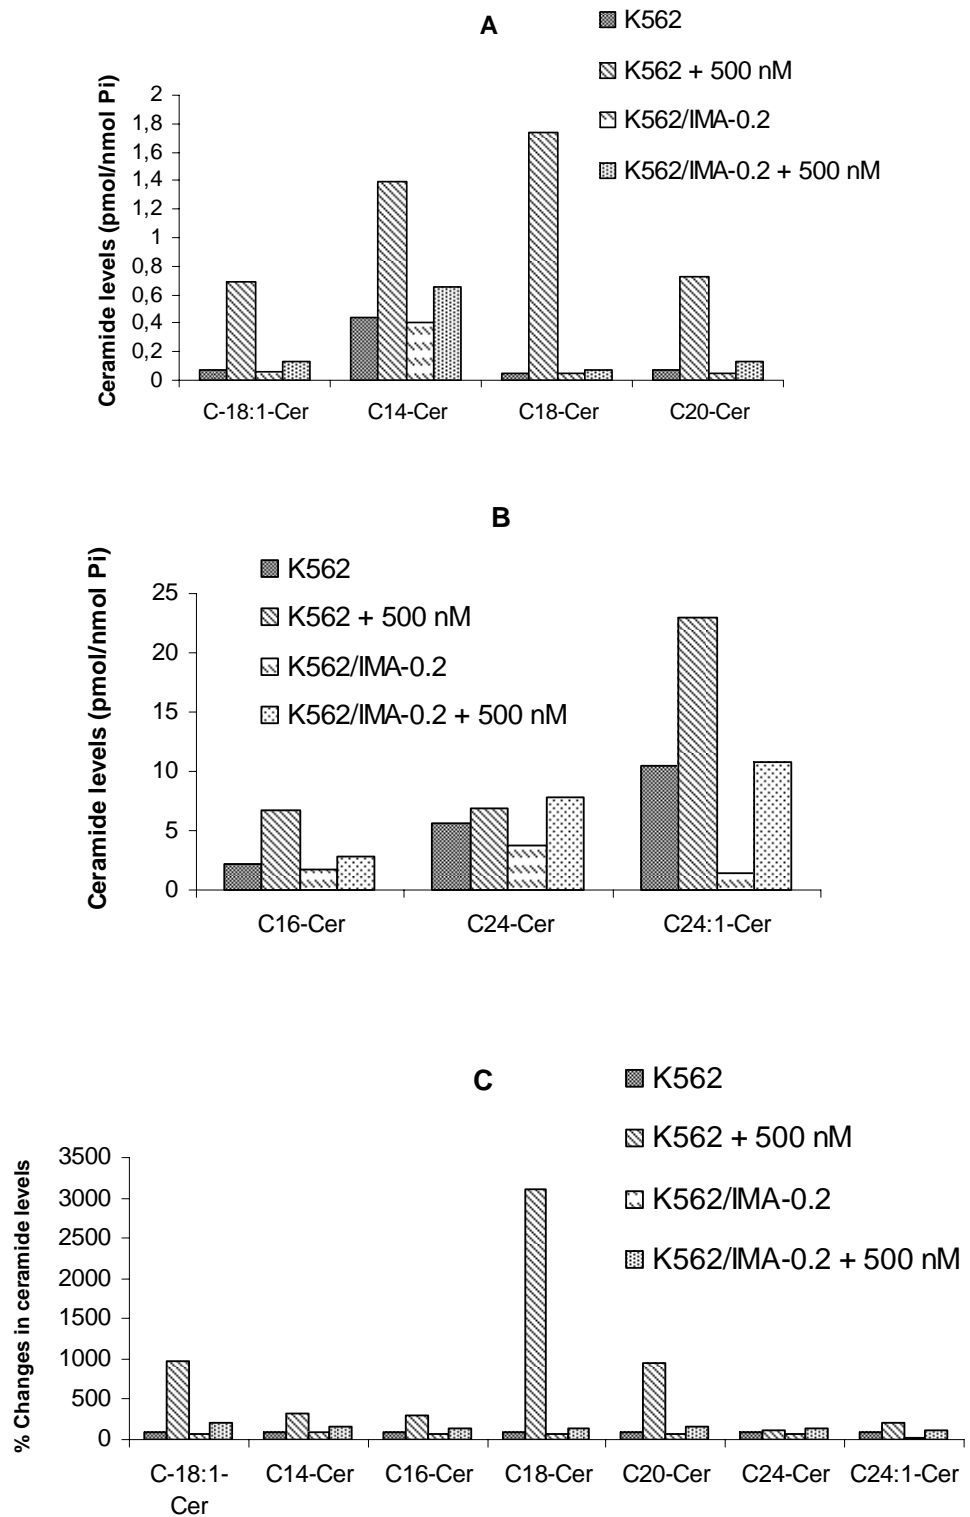 A
K562
K562 + 500 nM
K562/IMA-0.2
K562/IMA-0.2 + 500 nM
Ceramide levels (pmol/nmol Pi)
2
1,8
1,6
1,4
1,2
1
0,8
0,6
0,4
0,2
0
C-18:1-Cer C14-Cer C18-Cer C20-Cer
B
K562
K562 + 500 nM
K562/IMA-0.2
K562/IMA-0.2 + 500 nM
Ceramide levels (pmol/nmol Pi)
25
20
15
10
5
0
C16-Cer C24-Cer C24:1-Cer
C
K562
K562 + 500 nM
K562/IMA-0.2
K562/IMA-0.2 + 500 nM
% Changes in ceramide levels
3500
3000
2500
2000
1500
1000
500
0
C-18:1- C14-Cer C16-Cer C18-Cer C20-Cer C24-Cer C24:1-Cer
Cer